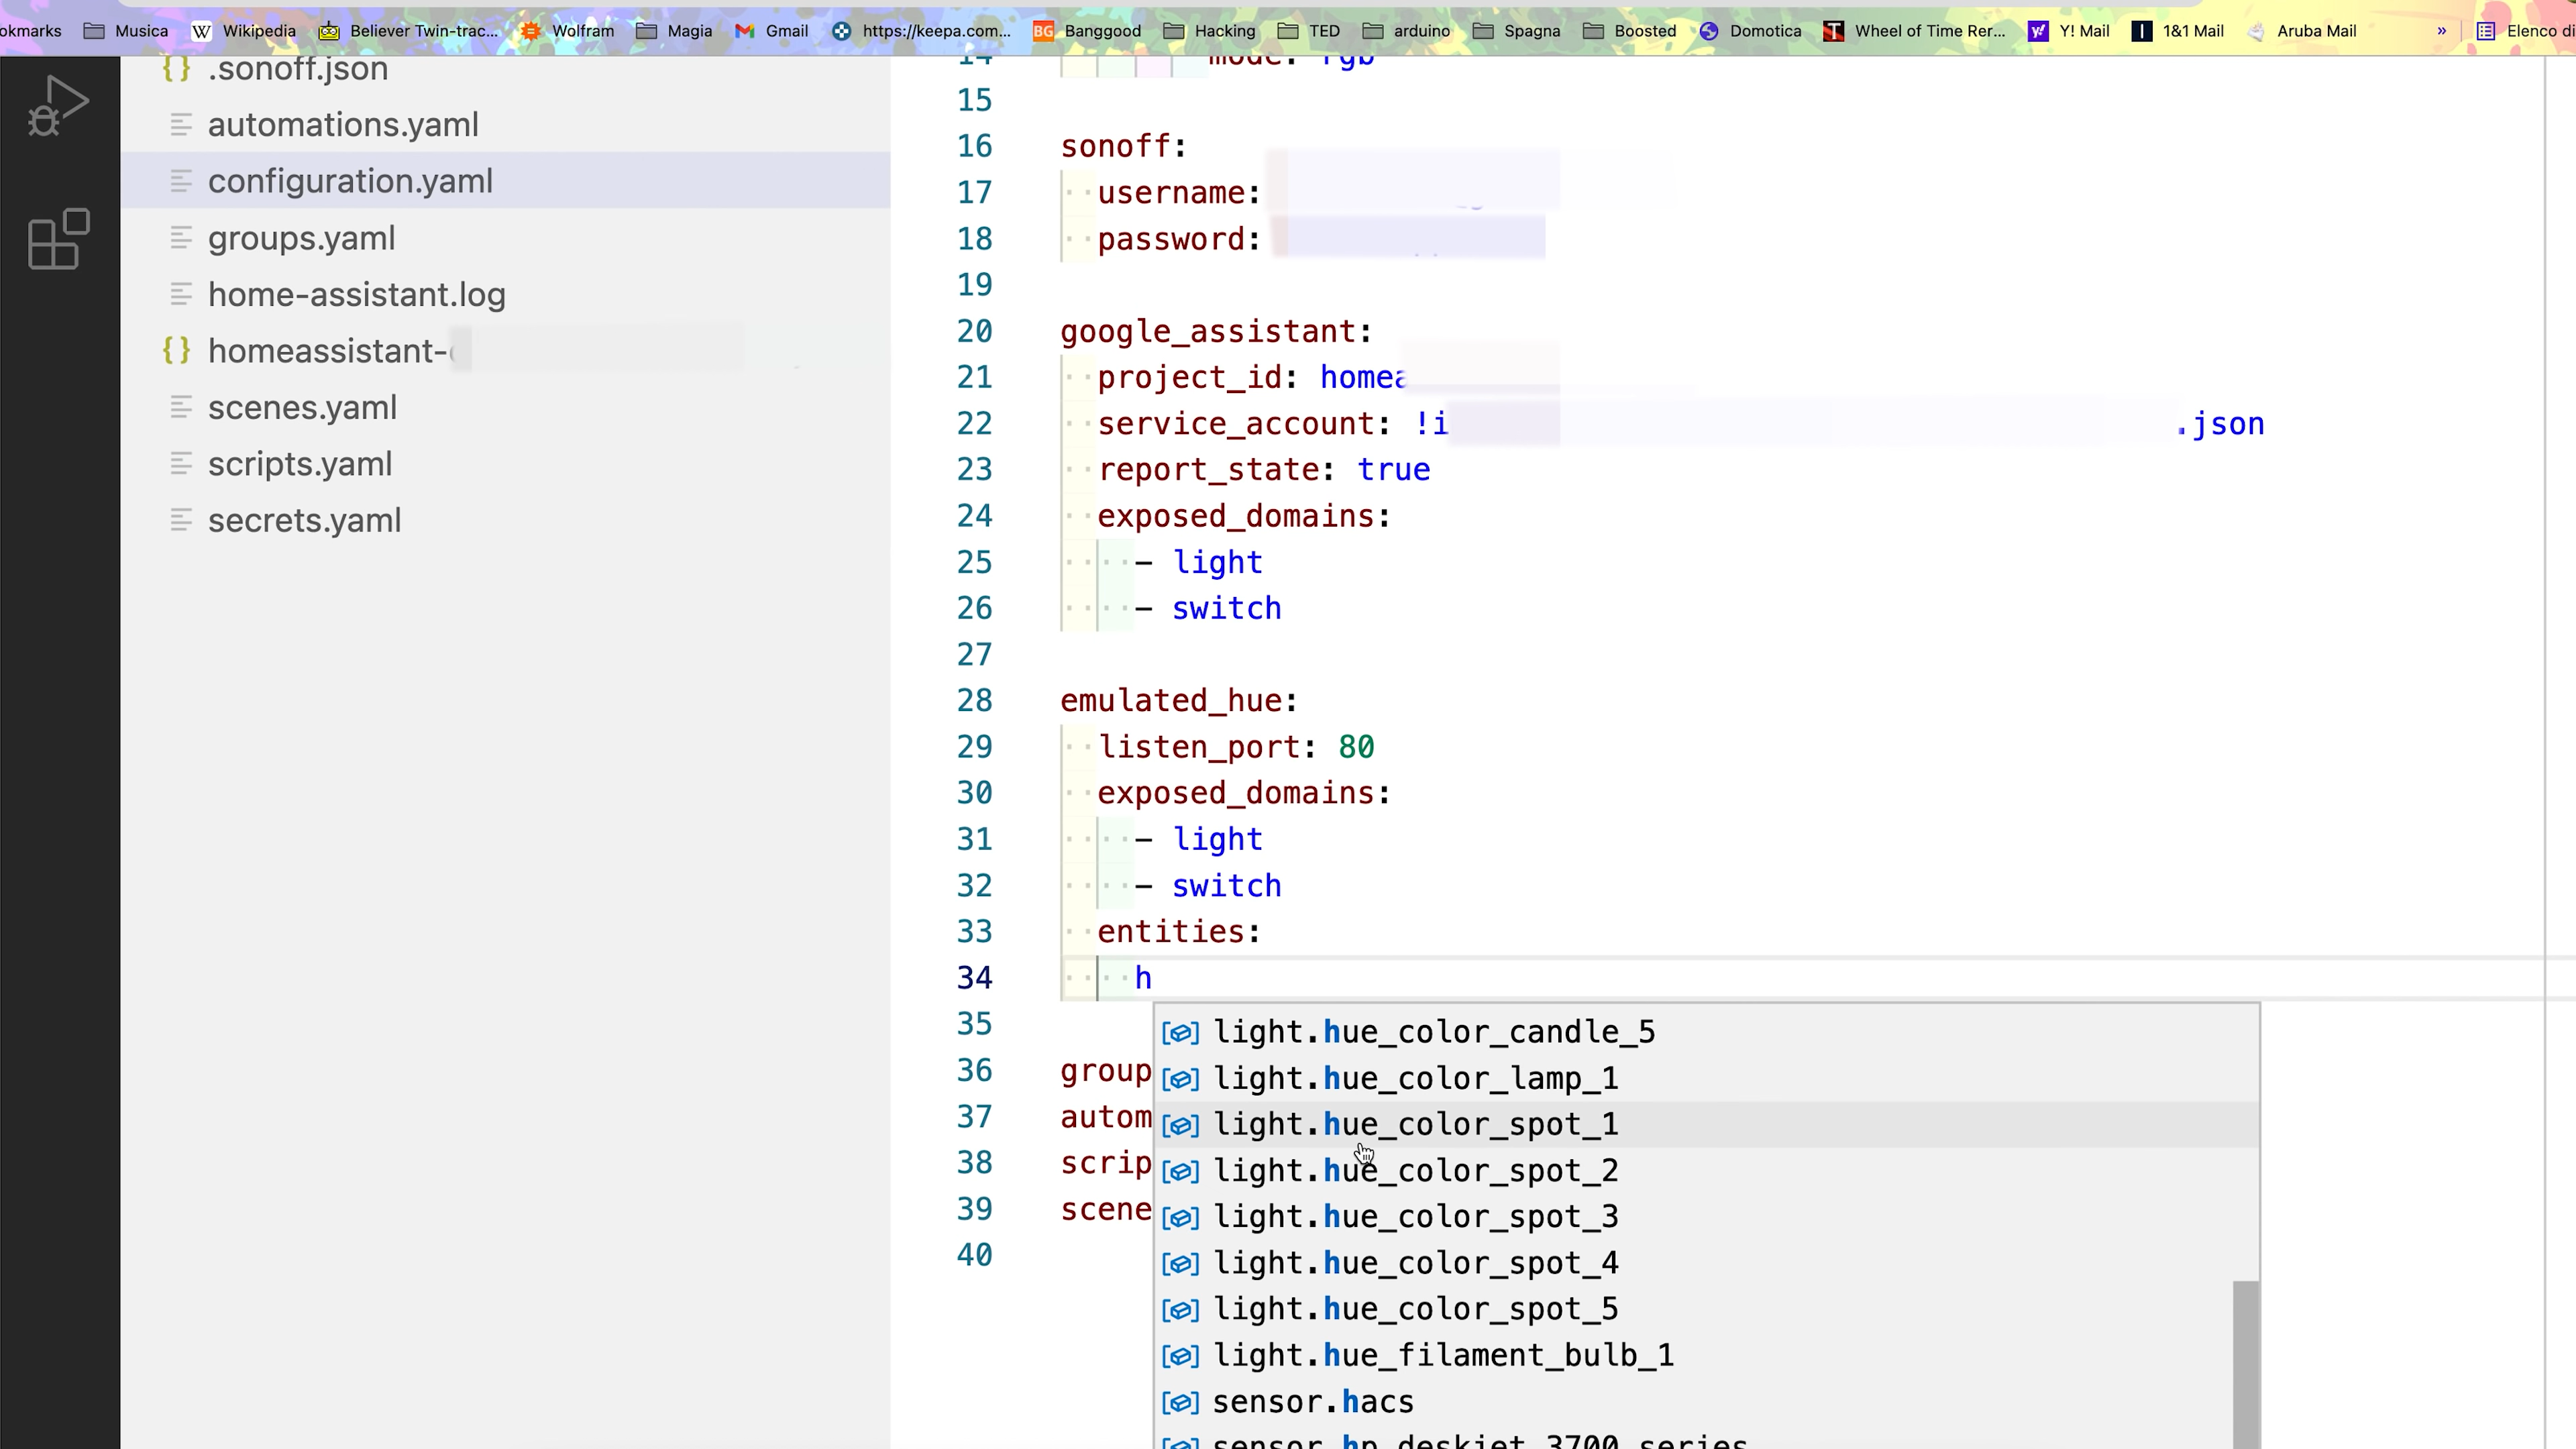 okmarks Musica Wikipedia Believer Twin-trac... Wolfram Magia Gmail https://keepa.com... Banggood Hacking TED arduino Spagna Boosted Domotica Wheel of Time Rer... Y! Mail 1&1 Mail Aruba Mail » Elenco di
{} .sonoff.json
automations.yaml
configuration.yaml
groups.yaml
home-assistant.log
{} homeassistant-
scenes.yaml
scripts.yaml
secrets.yaml
14 mode: rgb
15
16 sonoff:
17 username:
18 password:
19
20 google_assistant:
21 project_id: homea
22 service_account: !i .json
23 report_state: true
24 exposed_domains:
25 - light
26 - switch
27
28 emulated_hue:
29 listen_port: 80
30 exposed_domains:
31 - light
32 - switch
33 entities:
34 h
35
36 group
37 autom
38 scrip
39 scene
40
light.hue_color_candle_5
light.hue_color_lamp_1
light.hue_color_spot_1
light.hue_color_spot_2
light.hue_color_spot_3
light.hue_color_spot_4
light.hue_color_spot_5
light.hue_filament_bulb_1
sensor.hacs
sensor.hp_deskjet_3700_series